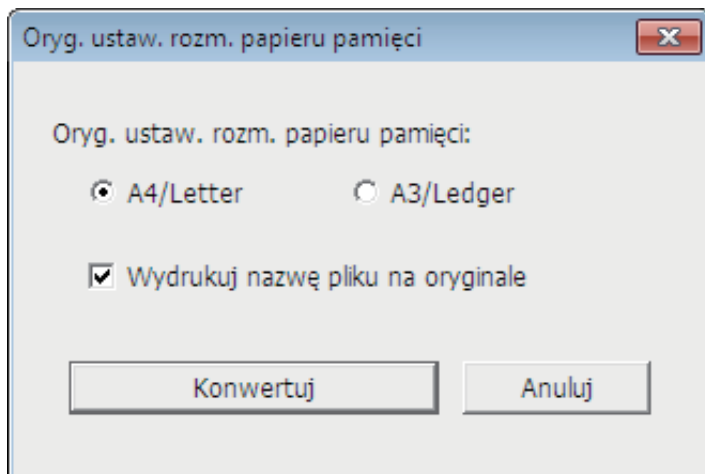 Oryg. ustaw. rozm. papieru pamięci
Oryg. ustaw. rozm. papieru pamięci:
A4/Letter A3/Ledger
Wydrukuj nazwę pliku na oryginale
Konwertuj Anuluj